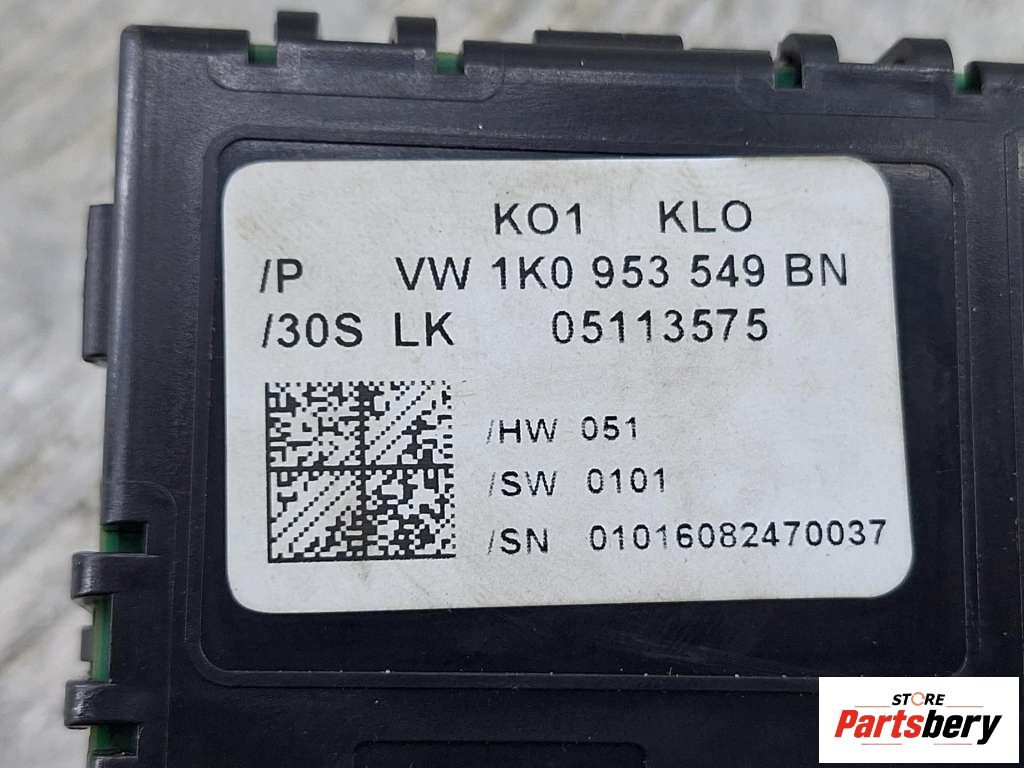 KO1 KLO
/P VW 1K0 953 549 BN
/30S LK 05113575
/HW 051
/SW 0101
/SN 01016082470037
STORE
Partsbery